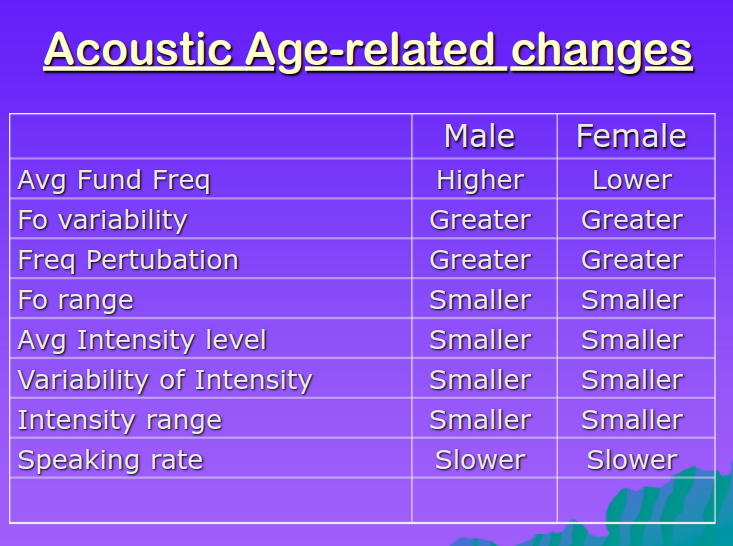 Acoustic Age-related changes
Male Female
Avg Fund Freq Higher Lower
Fo variability Greater Greater
Freq Pertubation Greater Greater
Fo range Smaller Smaller
Avg Intensity level Smaller Smaller
Variability of Intensity Smaller Smaller
Intensity range Smaller Smaller
Speaking rate Slower Slower